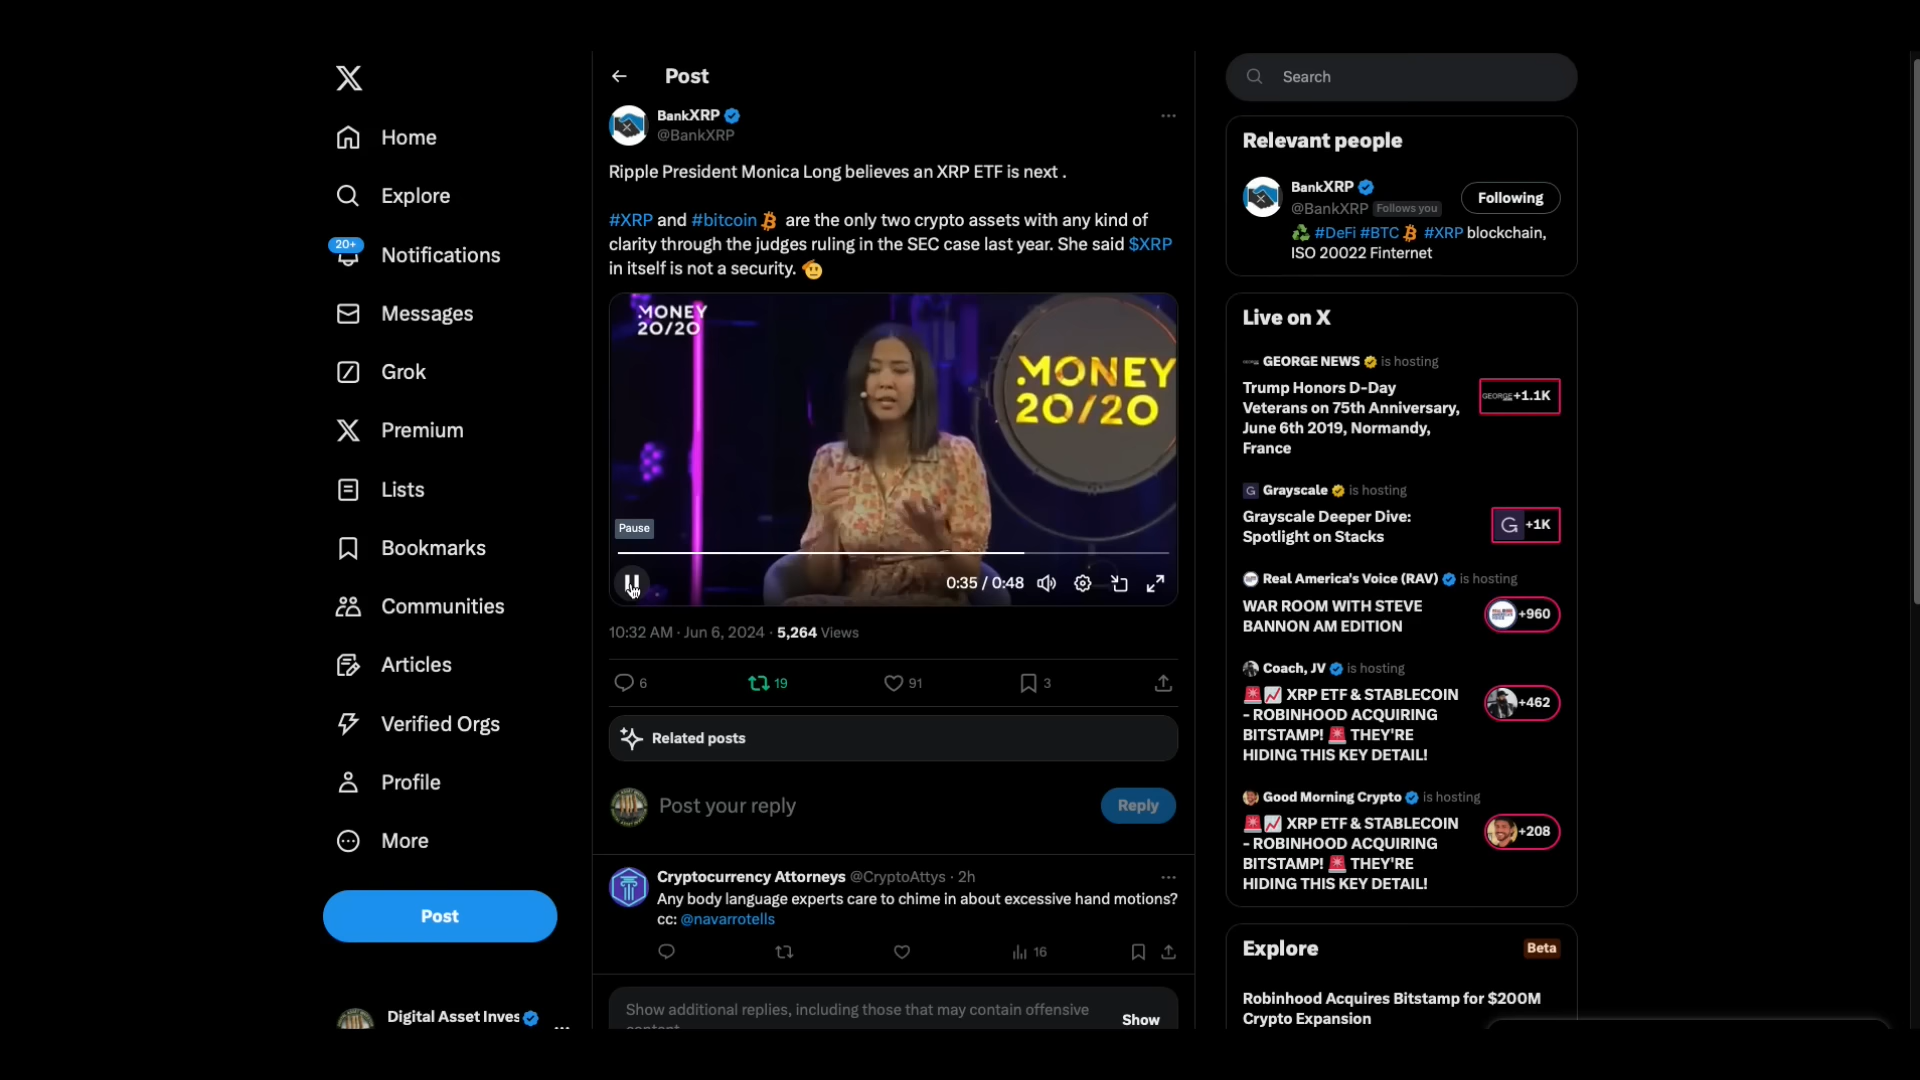 Home
Explore
20+
Notifications
Messages
Grok
Premium
Lists
Bookmarks
Communities
Articles
Verified Orgs
Profile
More
Post
Digital Asset Inves
Post
BankXRP
@BankXRP
Ripple President Monica Long believes an XRP ETF is next .
#XRP and #bitcoin are the only two crypto assets with any kind of
clarity through the judges ruling in the SEC case last year. She said $XRP
in itself is not a security.
MONEY
20/20
MONEY
20/20
Pause
0:35 / 0:48
10:32 AM · Jun 6, 2024 · 5,264 Views
6
19
91
3
Related posts
Post your reply
Reply
Cryptocurrency Attorneys @CryptoAttys · 2h
Any body language experts care to chime in about excessive hand motions?
cc: @navarrotells
16
Show additional replies, including those that may contain offensive
content
Show
Search
Relevant people
BankXRP
@BankXRP Follows you
Following
#DeFi #BTC #XRP blockchain,
ISO 20022 Finternet
Live on X
GEORGE NEWS is hosting
Trump Honors D-Day
Veterans on 75th Anniversary,
June 6th 2019, Normandy,
France
GEORGE +1.1K
Grayscale is hosting
Grayscale Deeper Dive:
Spotlight on Stacks
G +1K
Real America's Voice (RAV) is hosting
WAR ROOM WITH STEVE
BANNON AM EDITION
+960
Coach, JV is hosting
XRP ETF & STABLECOIN
- ROBINHOOD ACQUIRING
BITSTAMP! THEY'RE
HIDING THIS KEY DETAIL!
+462
Good Morning Crypto is hosting
XRP ETF & STABLECOIN
- ROBINHOOD ACQUIRING
BITSTAMP! THEY'RE
HIDING THIS KEY DETAIL!
+208
Explore
Beta
Robinhood Acquires Bitstamp for $200M
Crypto Expansion